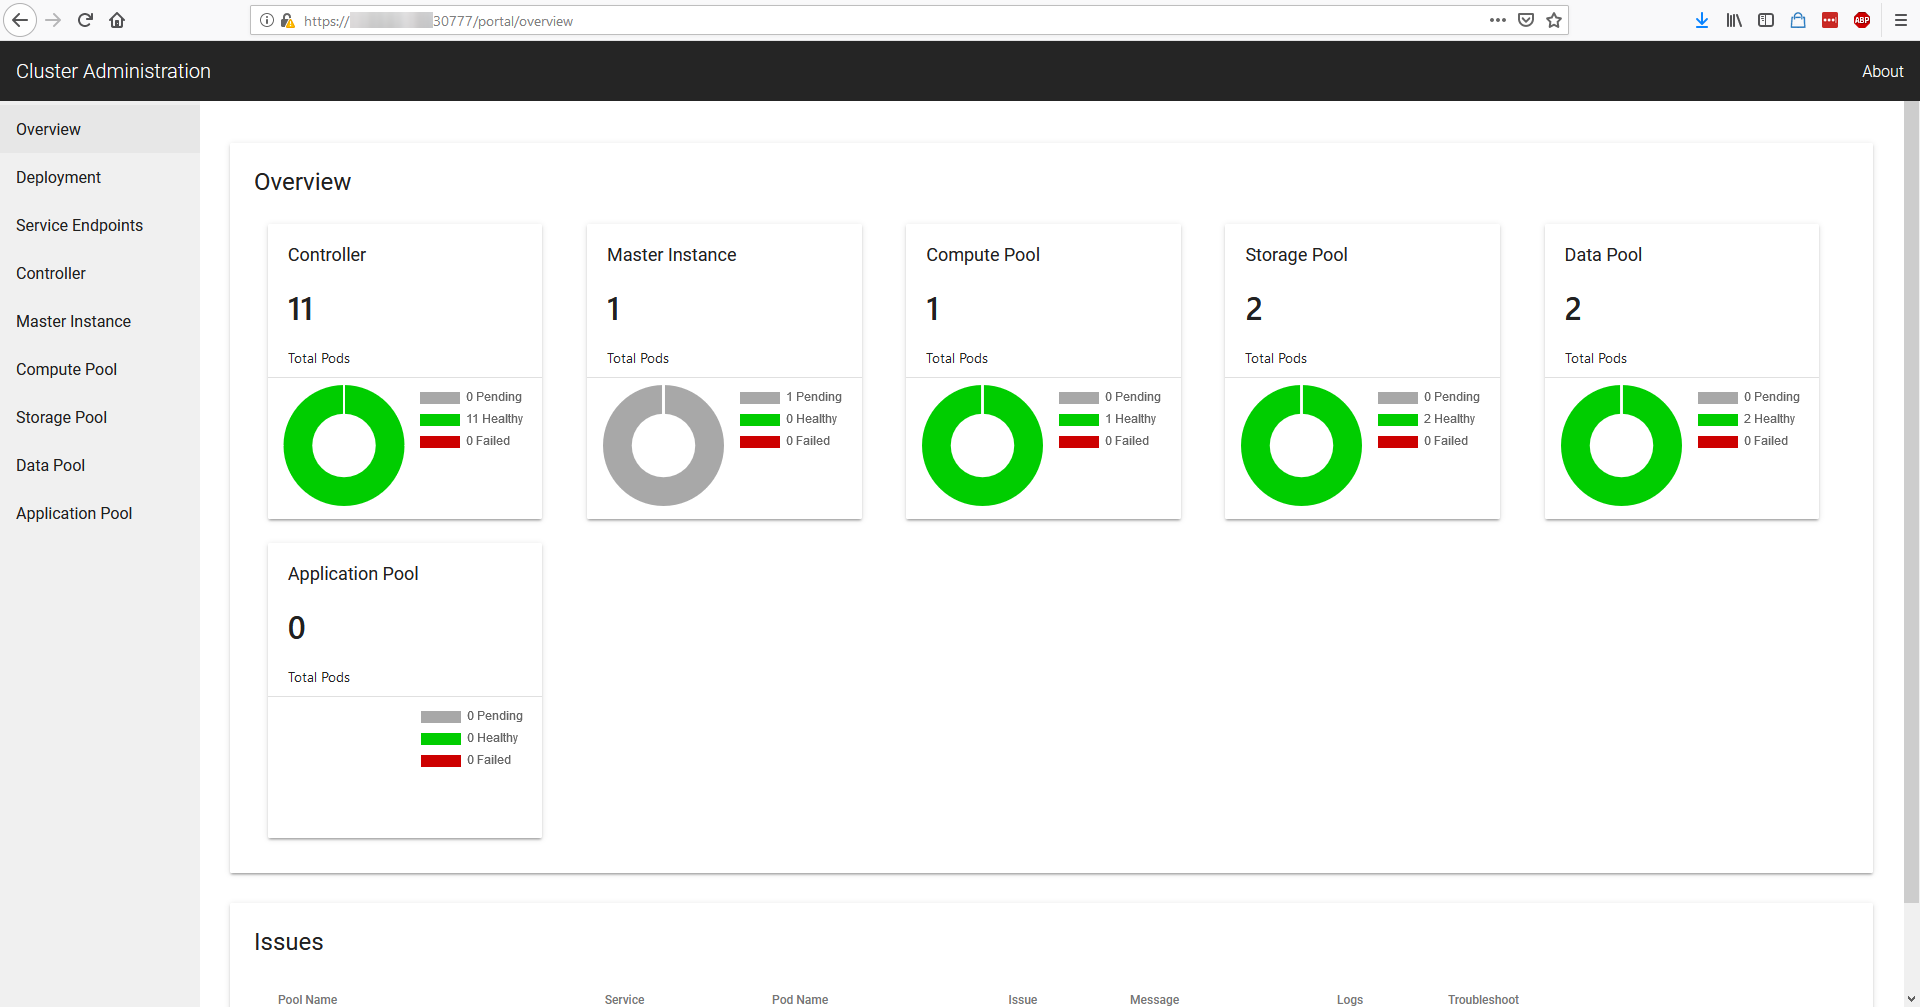 https://
30777/portal/overview
ABP
Cluster Administration
About
Overview
Deployment
Service Endpoints
Controller
Master Instance
Compute Pool
Storage Pool
Data Pool
Application Pool
Overview
Controller
11
Total Pods
0 Pending
11 Healthy
0 Failed
Master Instance
1
Total Pods
1 Pending
0 Healthy
0 Failed
Compute Pool
1
Total Pods
0 Pending
1 Healthy
0 Failed
Storage Pool
2
Total Pods
0 Pending
2 Healthy
0 Failed
Data Pool
2
Total Pods
0 Pending
2 Healthy
0 Failed
Application Pool
0
Total Pods
0 Pending
0 Healthy
0 Failed
Issues
Pool Name Service Pod Name Issue Message Logs Troubleshoot